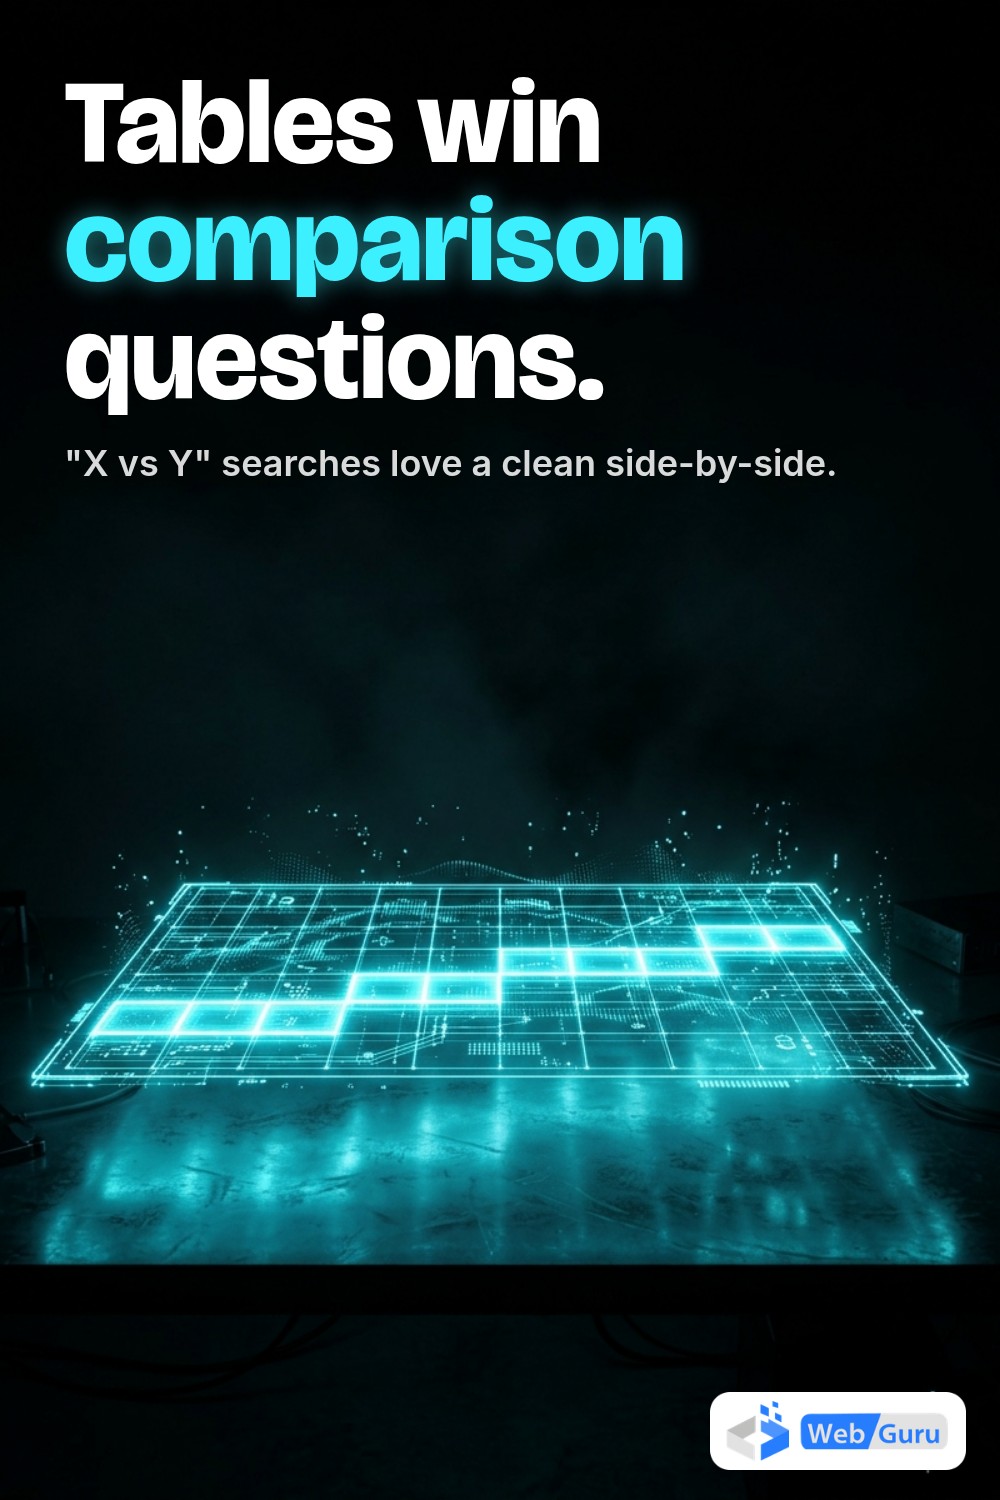 Tables win
comparison
questions.
"X vs Y" searches love a clean side-by-side.
Web Guru